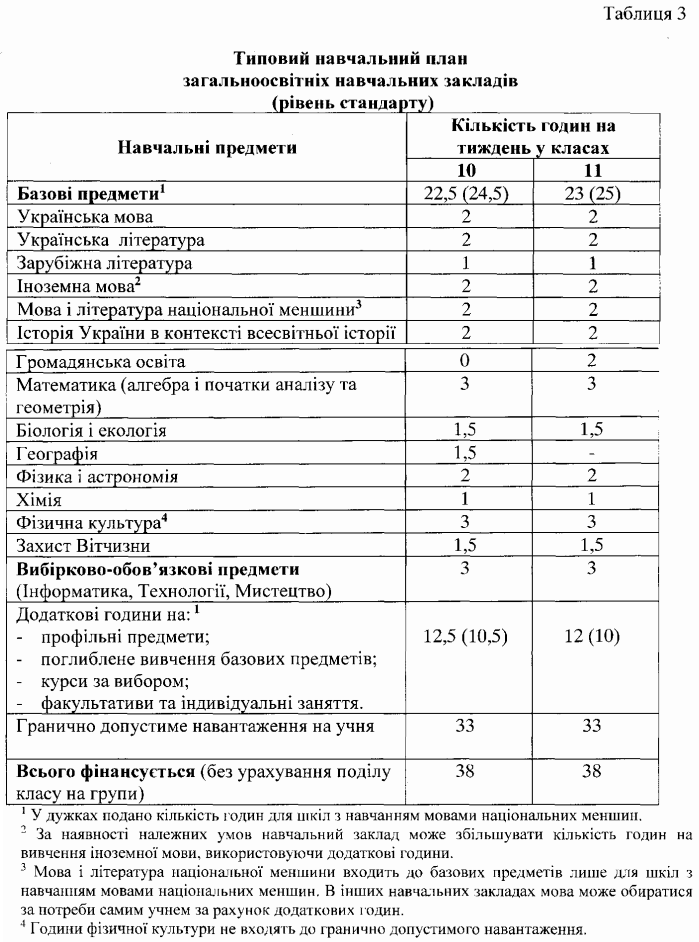 Таблиця 3
Типовий навчальний план
загальноосвітніх навчальних закладів
(рівень стандарту)
Навчальні предмети
Кількість годин на
тиждень у класах
10 11
Базові предмети¹ 22,5 (24,5) 23 (25)
Українська мова 2 2
Українська література 2 2
Зарубіжна література 1 1
Іноземна мова² 2 2
Мова і література національної меншини³ 2 2
Історія України в контексті всесвітньої історії 2 2
Громадянська освіта 0 2
Математика (алгебра і початки аналізу та 3 3
геометрія)
Біологія і екологія 1,5 1,5
Географія 1,5 -
Фізика і астрономія 2 2
Хімія 1 1
Фізична культура⁴ 3 3
Захист Вітчизни 1,5 1,5
Вибірково-обов’язкові предмети 3 3
(Інформатика, Технології, Мистецтво)
Додаткові години на: ¹
- профільні предмети; 12,5 (10,5) 12 (10)
- поглиблене вивчення базових предметів;
- курси за вибором;
- факультативи та індивідуальні заняття.
Гранично допустиме навантаження на учня 33 33
Всього фінансується (без урахування поділу 38 38
класу на групи)
¹ У дужках подано кількість годин для шкіл з навчанням мовами національних меншин.
² За наявності належних умов навчальний заклад може збільшувати кількість годин на
вивчення іноземної мови, використовуючи додаткові години.
³ Мова і література національної меншини входить до базових предметів лише для шкіл з
навчанням мовами національних меншин. В інших навчальних закладах мова може обиратися
за потреби самим учнем за рахунок додаткових годин.
⁴ Години фізичної культури не входять до гранично допустимого навантаження.